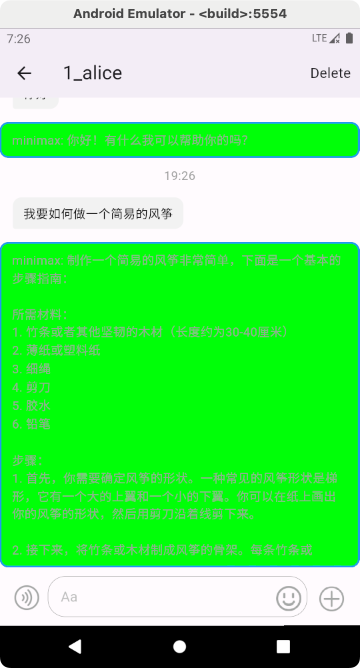 Android Emulator - <build>:5554
7:26
LTE
1_alice
Delete
minimax: 你好！有什么我可以帮助你的吗?
19:26
我要如何做一个简易的风筝
minimax: 制作一个简易的风筝非常简单，下面是一个基本的
步骤指南：
所需材料：
1. 竹条或者其他坚韧的木材（长度约为30-40厘米）
2. 薄纸或塑料纸
3. 细绳
4. 剪刀
5. 胶水
6. 铅笔
步骤：
1. 首先，你需要确定风筝的形状，一种常见的风筝形状是菱
形，它有一个大的上翼和一个小的下翼。你可以在纸上画出
你的风筝的形状，然后用剪刀沿着线剪下来。
2. 接下来，将竹条或木材制成风筝的骨架。每条竹条或
Aa